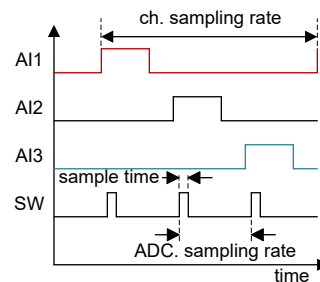 ch. sampling rate
AI1
AI2
AI3
sample time
SW
ADC. sampling rate
time